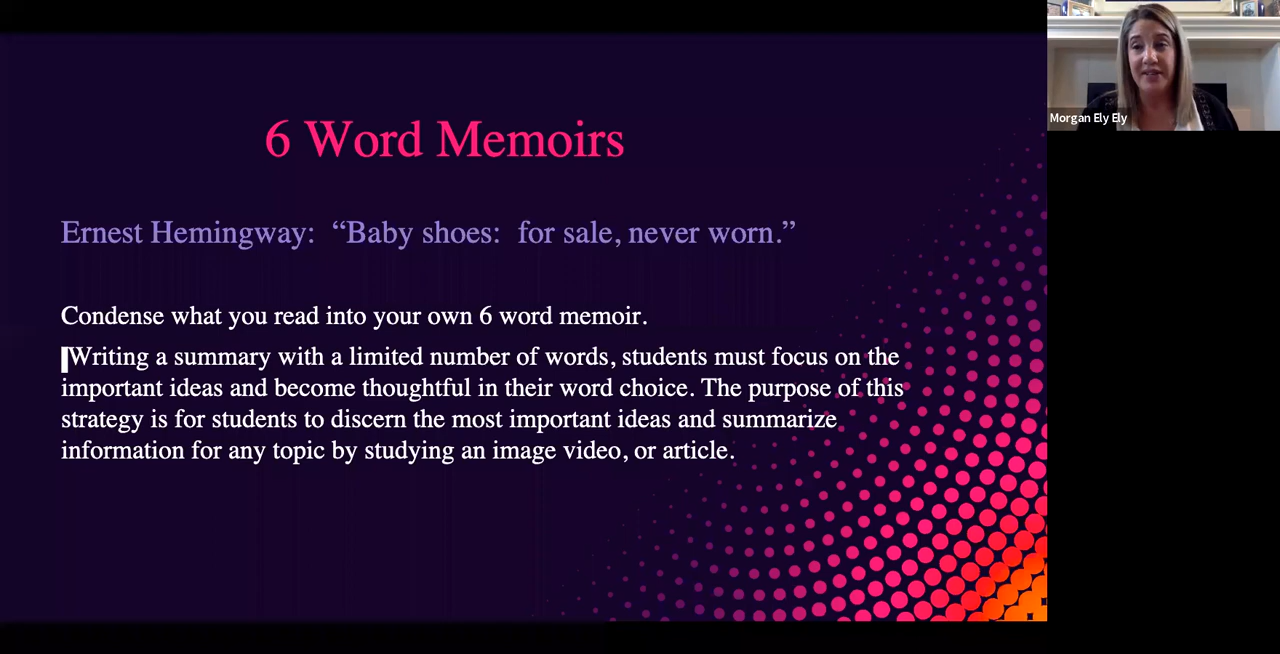 6 Word Memoirs
Ernest Hemingway:  “Baby shoes:  for sale, never worn.”
Condense what you read into your own 6 word memoir.
Writing a summary with a limited number of words, students must focus on the
important ideas and become thoughtful in their word choice. The purpose of this
strategy is for students to discern the most important ideas and summarize
information for any topic by studying an image video, or article.
Morgan Ely Ely